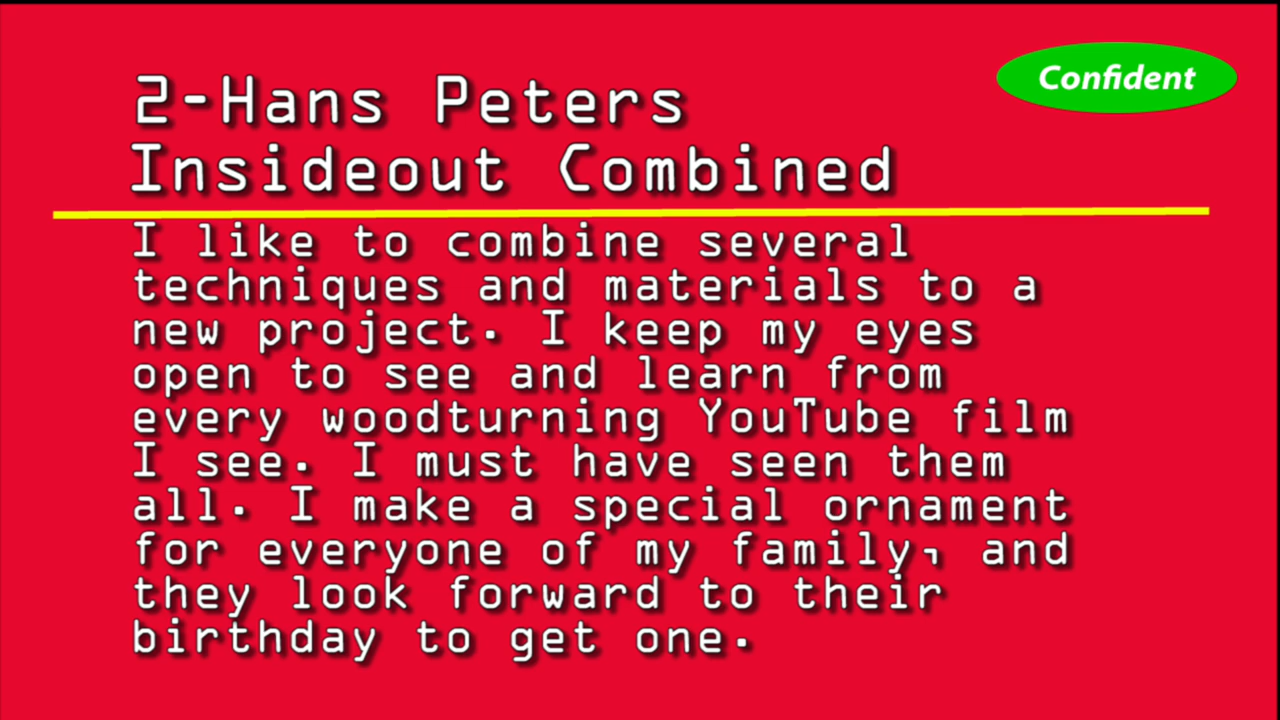 2-Hans Peters
Insideout Combined
Confident
I like to combine several
techniques and materials to a
new project. I keep my eyes
open to see and learn from
every woodturning YouTube film
I see. I must have seen them
all. I make a special ornament
for everyone of my family, and
they look forward to their
birthday to get one.